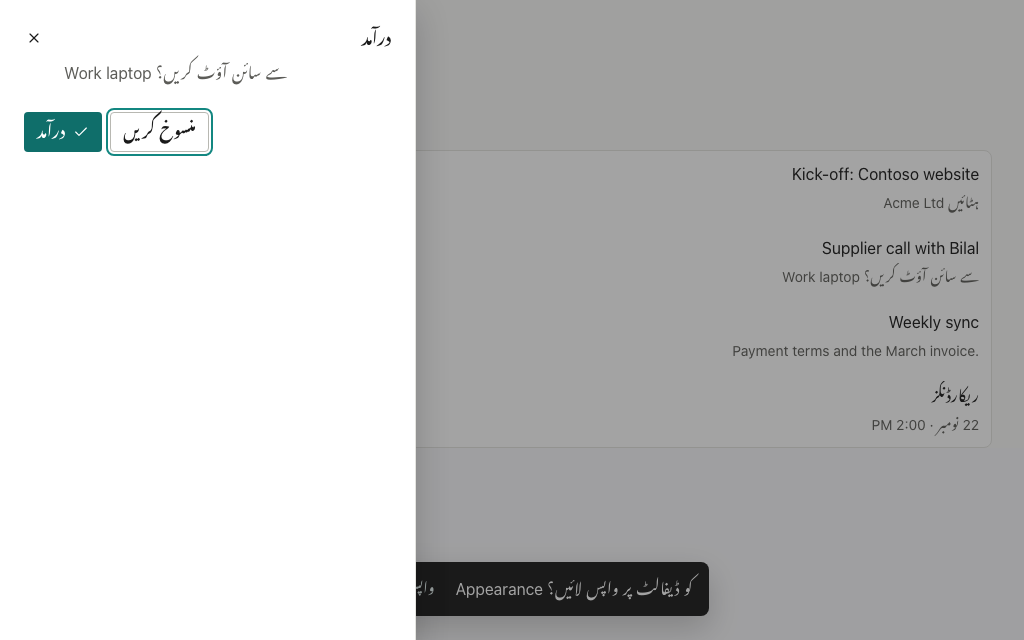 درآمد
Work laptop سے سائن آؤٹ کریں؟
منسوخ کریں
درآمد
Kick-off: Contoso website
Acme Ltd ہٹائیں
Supplier call with Bilal
Work laptop سے سائن آؤٹ کریں؟
Weekly sync
Payment terms and the March invoice.
ریکارڈنگز
22 نومبر · 2:00 PM
Appearance کو ڈیفالٹ پر واپس لائیں؟